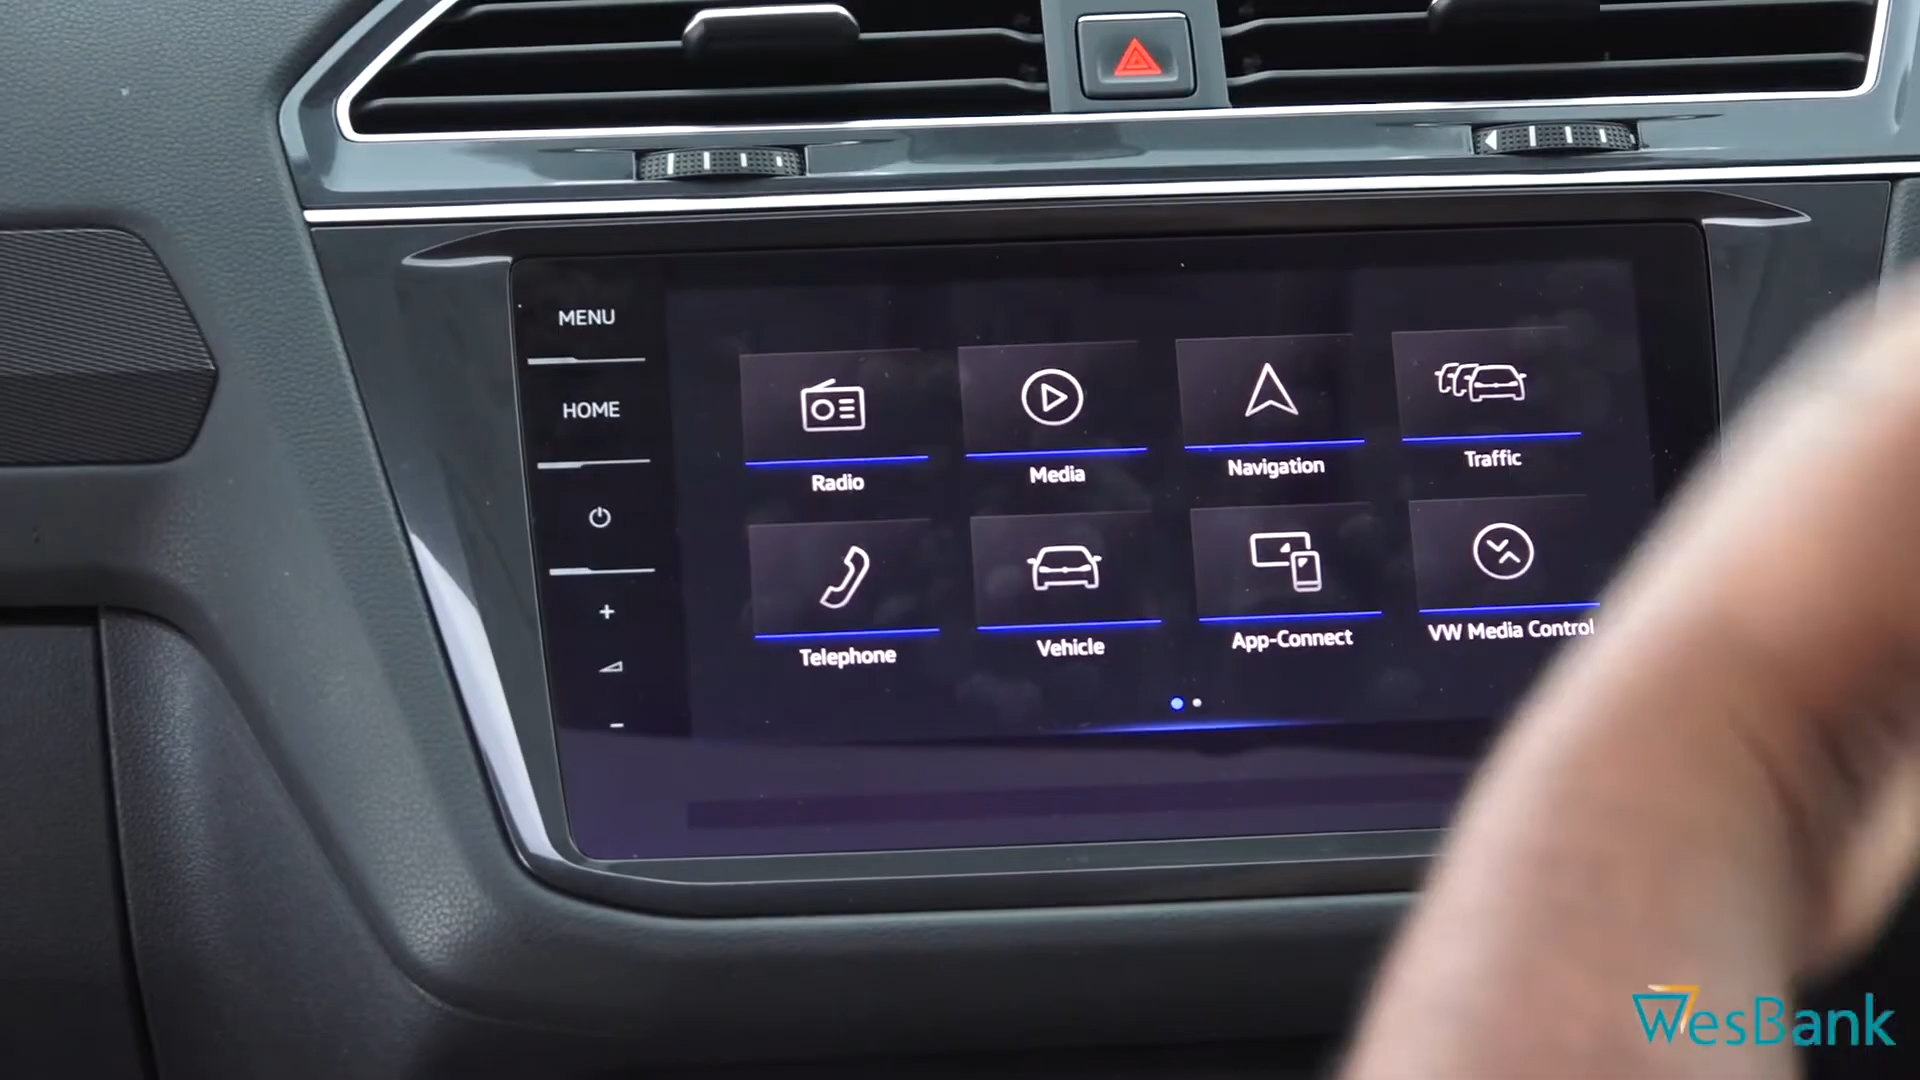 MENU
HOME
+
-
Radio
Media
Navigation
Traffic
Telephone
Vehicle
App-Connect
VW Media Control
WesBank